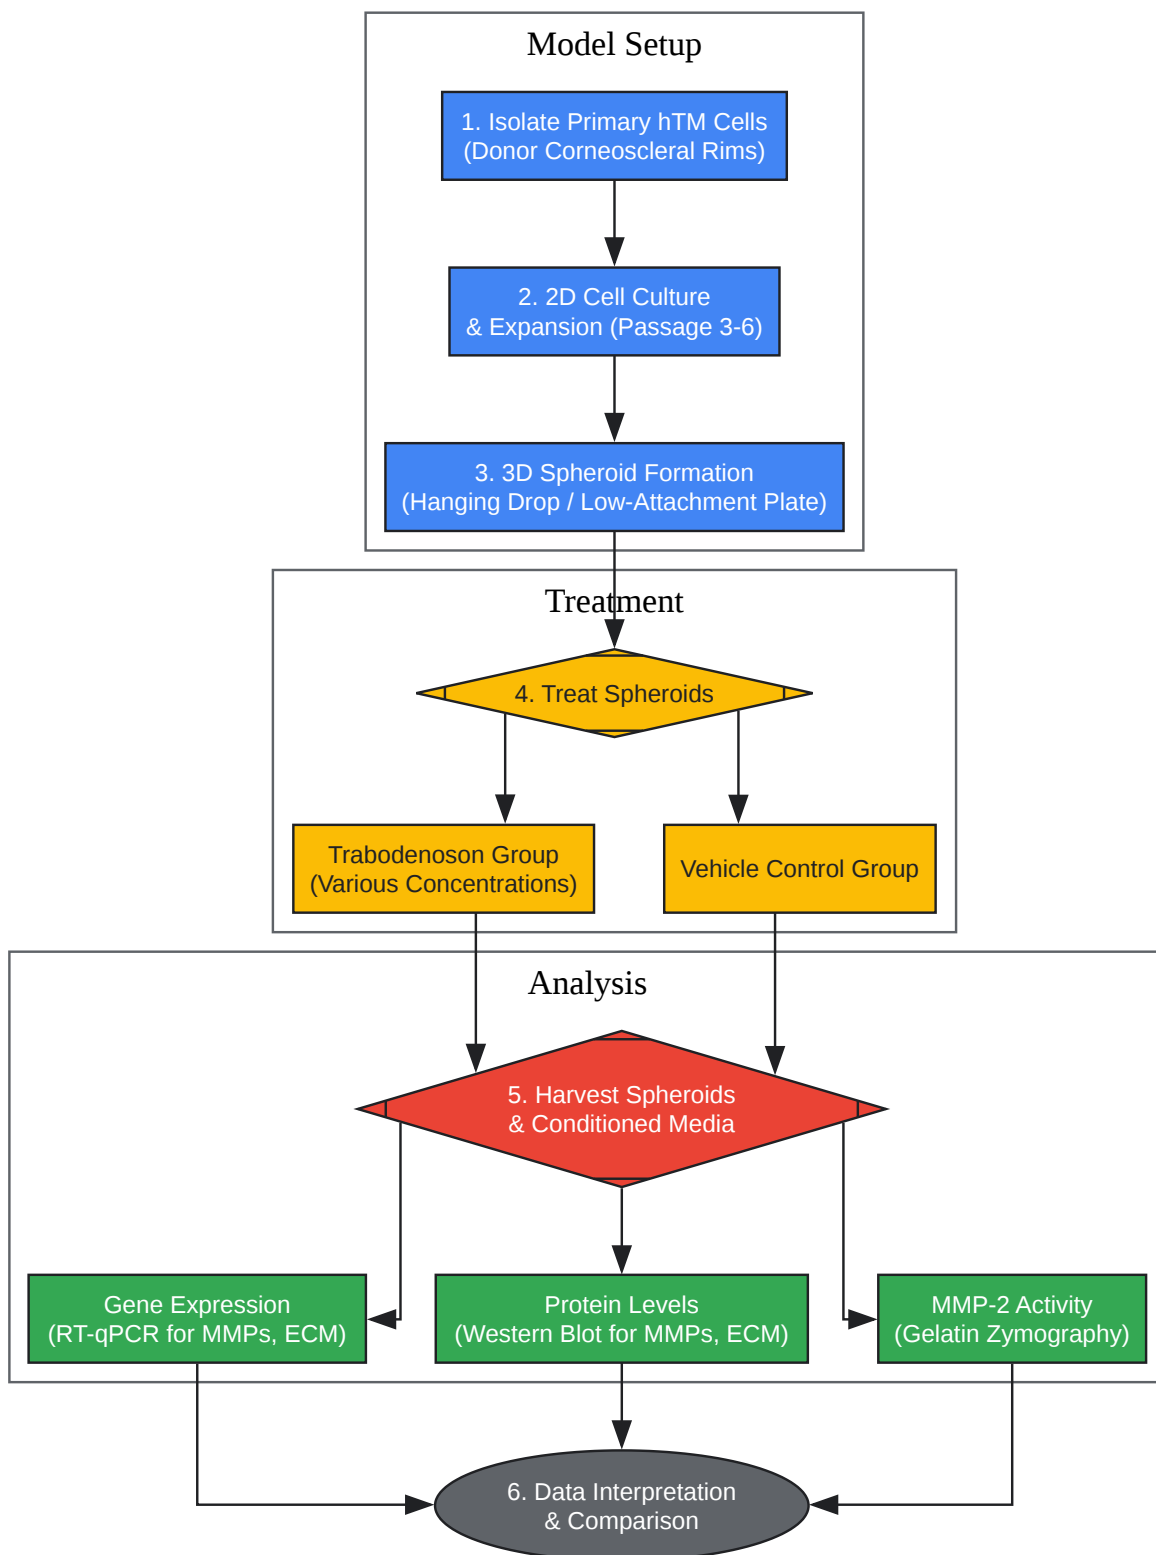 Model Setup
1. Isolate Primary hTM Cells
(Donor Corneoscleral Rims)
2. 2D Cell Culture
& Expansion (Passage 3-6)
3. 3D Spheroid Formation
(Hanging Drop / Low-Attachment Plate)
Treatment
4. Treat Spheroids
Trabodenoson Group
(Various Concentrations)
Vehicle Control Group
Analysis
5. Harvest Spheroids
& Conditioned Media
Gene Expression
(RT-qPCR for MMPs, ECM)
Protein Levels
(Western Blot for MMPs, ECM)
MMP-2 Activity
(Gelatin Zymography)
6. Data Interpretation
& Comparison